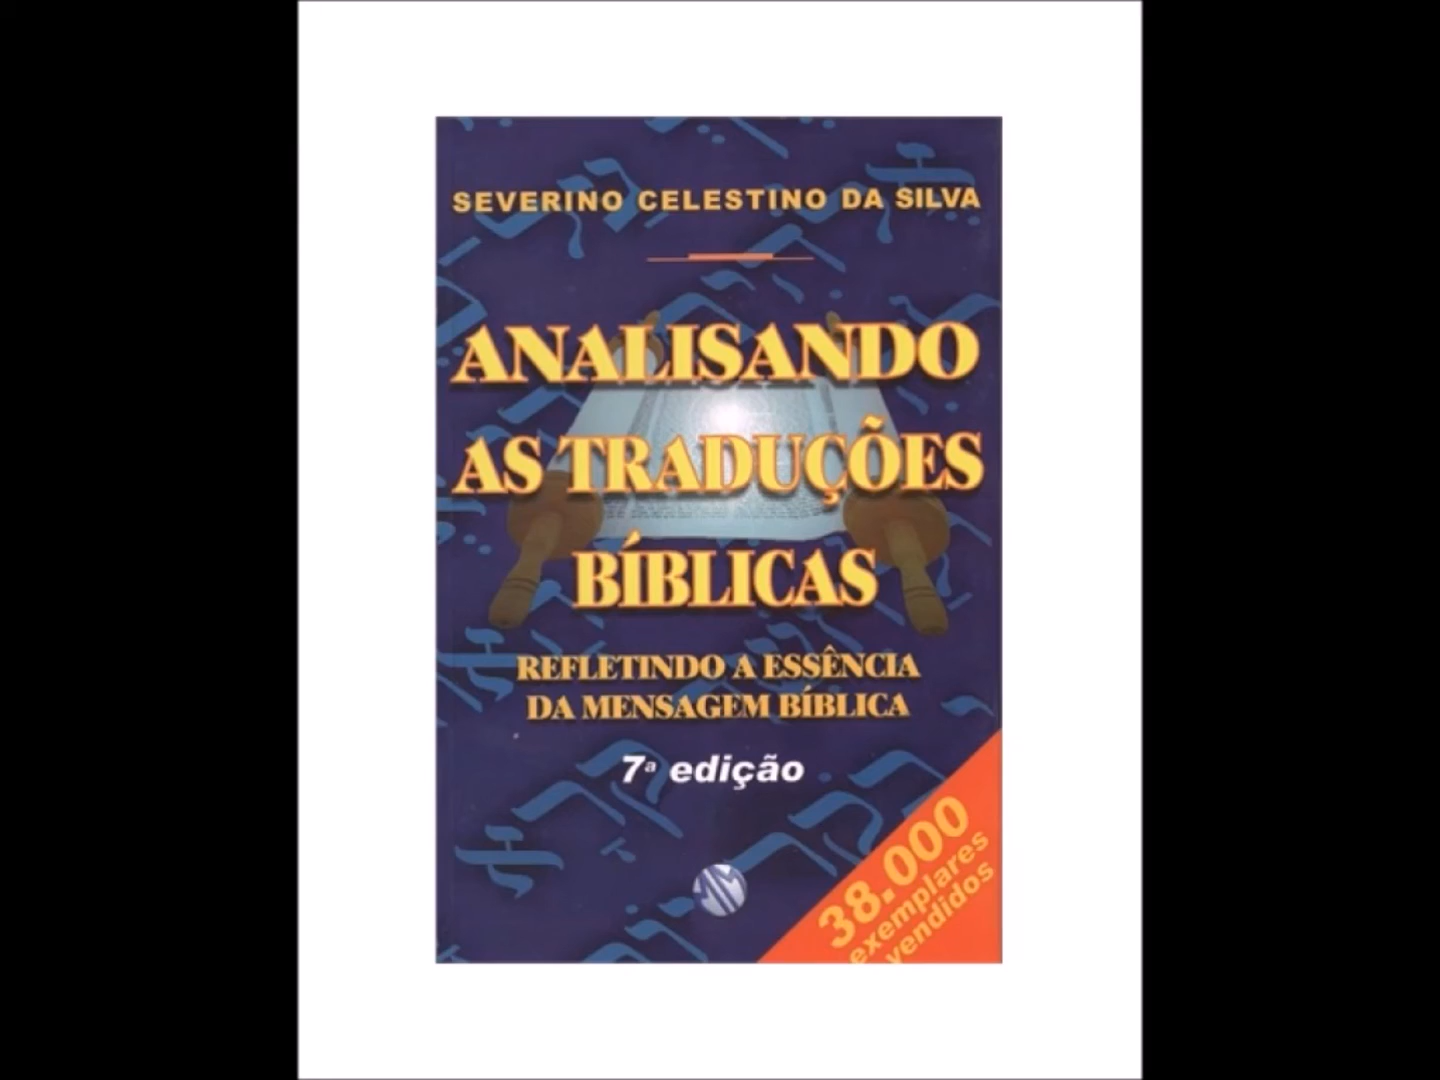 SEVERINO CELESTINO DA SILVA
ANALISANDO
AS TRADUÇÕES
BÍBLICAS
REFLETINDO A ESSÊNCIA
DA MENSAGEM BÍBLICA
7ª edição
38.000
exemplares
vendidos